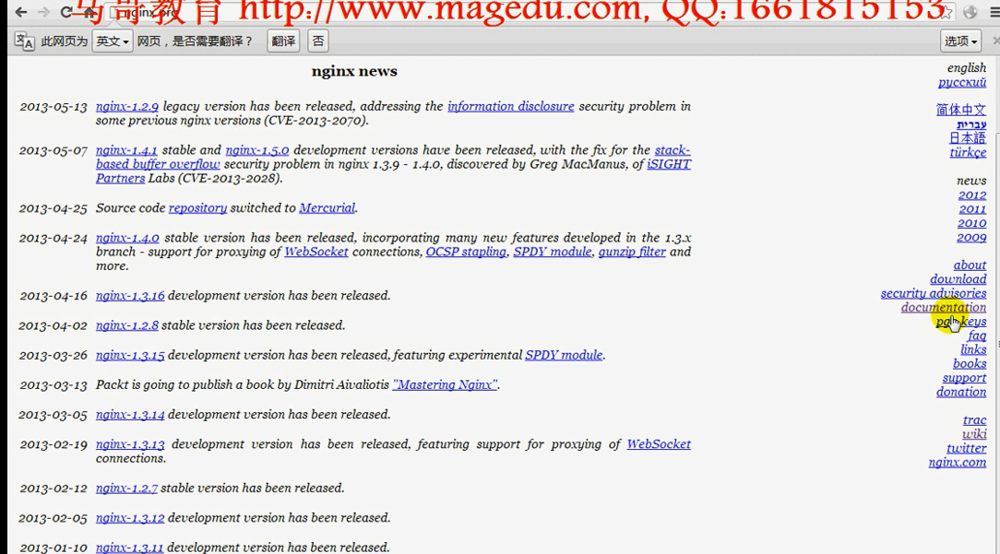 马哥教育 http://www.magedu.com, QQ:1661815153
nginx.org
此网页为 英文 网页，是否需要翻译？ 翻译 否 选项
nginx news
2013-05-13 nginx-1.2.9 legacy version has been released, addressing the information disclosure security problem in
some previous nginx versions (CVE-2013-2070).
2013-05-07 nginx-1.4.1 stable and nginx-1.5.0 development versions have been released, with the fix for the stack-
based buffer overflow security problem in nginx 1.3.9 - 1.4.0, discovered by Greg MacManus, of iSIGHT
Partners Labs (CVE-2013-2028).
2013-04-25 Source code repository switched to Mercurial.
2013-04-24 nginx-1.4.0 stable version has been released, incorporating many new features developed in the 1.3.x
branch - support for proxying of WebSocket connections, OCSP stapling, SPDY module, gunzip filter and
more.
2013-04-16 nginx-1.3.16 development version has been released.
2013-04-02 nginx-1.2.8 stable version has been released.
2013-03-26 nginx-1.3.15 development version has been released, featuring experimental SPDY module.
2013-03-13 Packt is going to publish a book by Dimitri Aivaliotis "Mastering Nginx".
2013-03-05 nginx-1.3.14 development version has been released.
2013-02-19 nginx-1.3.13 development version has been released, featuring support for proxying of WebSocket
connections.
2013-02-12 nginx-1.2.7 stable version has been released.
2013-02-05 nginx-1.3.12 development version has been released.
2013-01-10 nginx-1.3.11 development version has been released.
english
русский
简体中文
עברית
日本語
türkçe
news
2012
2011
2010
2009
about
download
security advisories
documentation
keys
faq
links
books
support
donation
trac
wiki
twitter
nginx.com